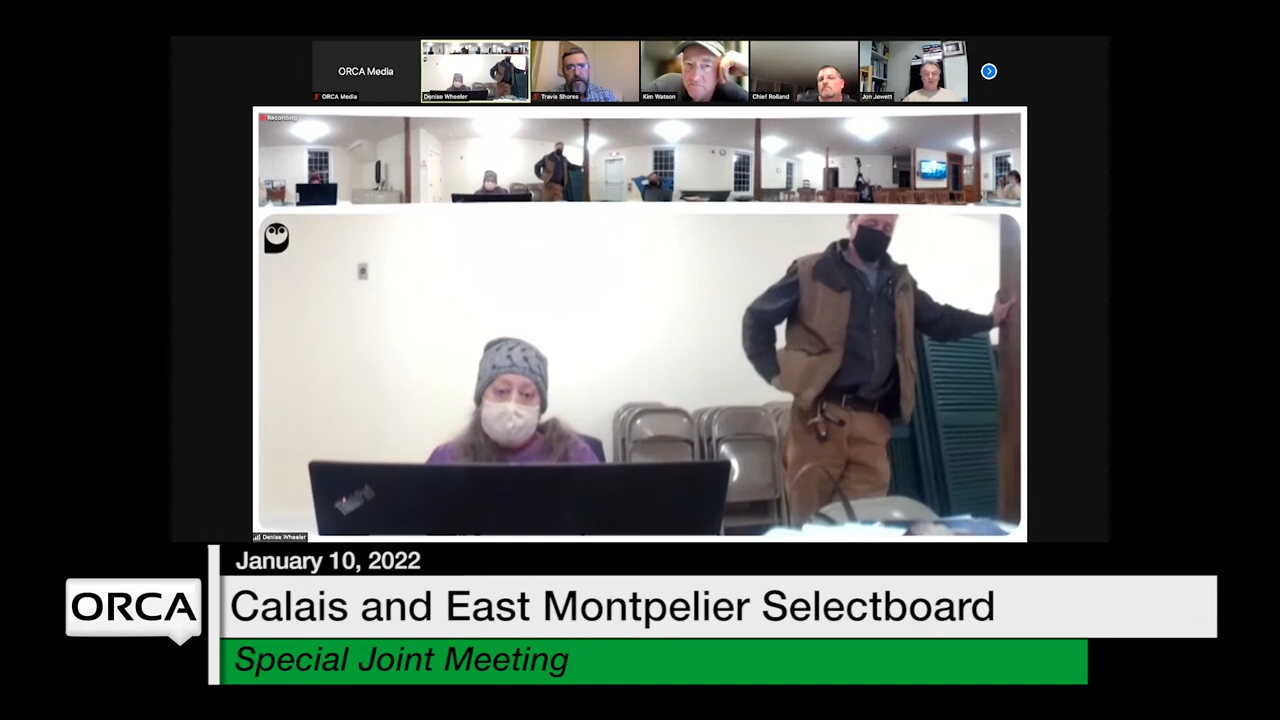 ORCA Media
ORCA Media
Denise Wheeler
Travis Shores
Kim Watson
Chief Rolland
Jon Jewett
Recording
Denise Wheeler
January 10, 2022
ORCA
Calais and East Montpelier Selectboard
Special Joint Meeting